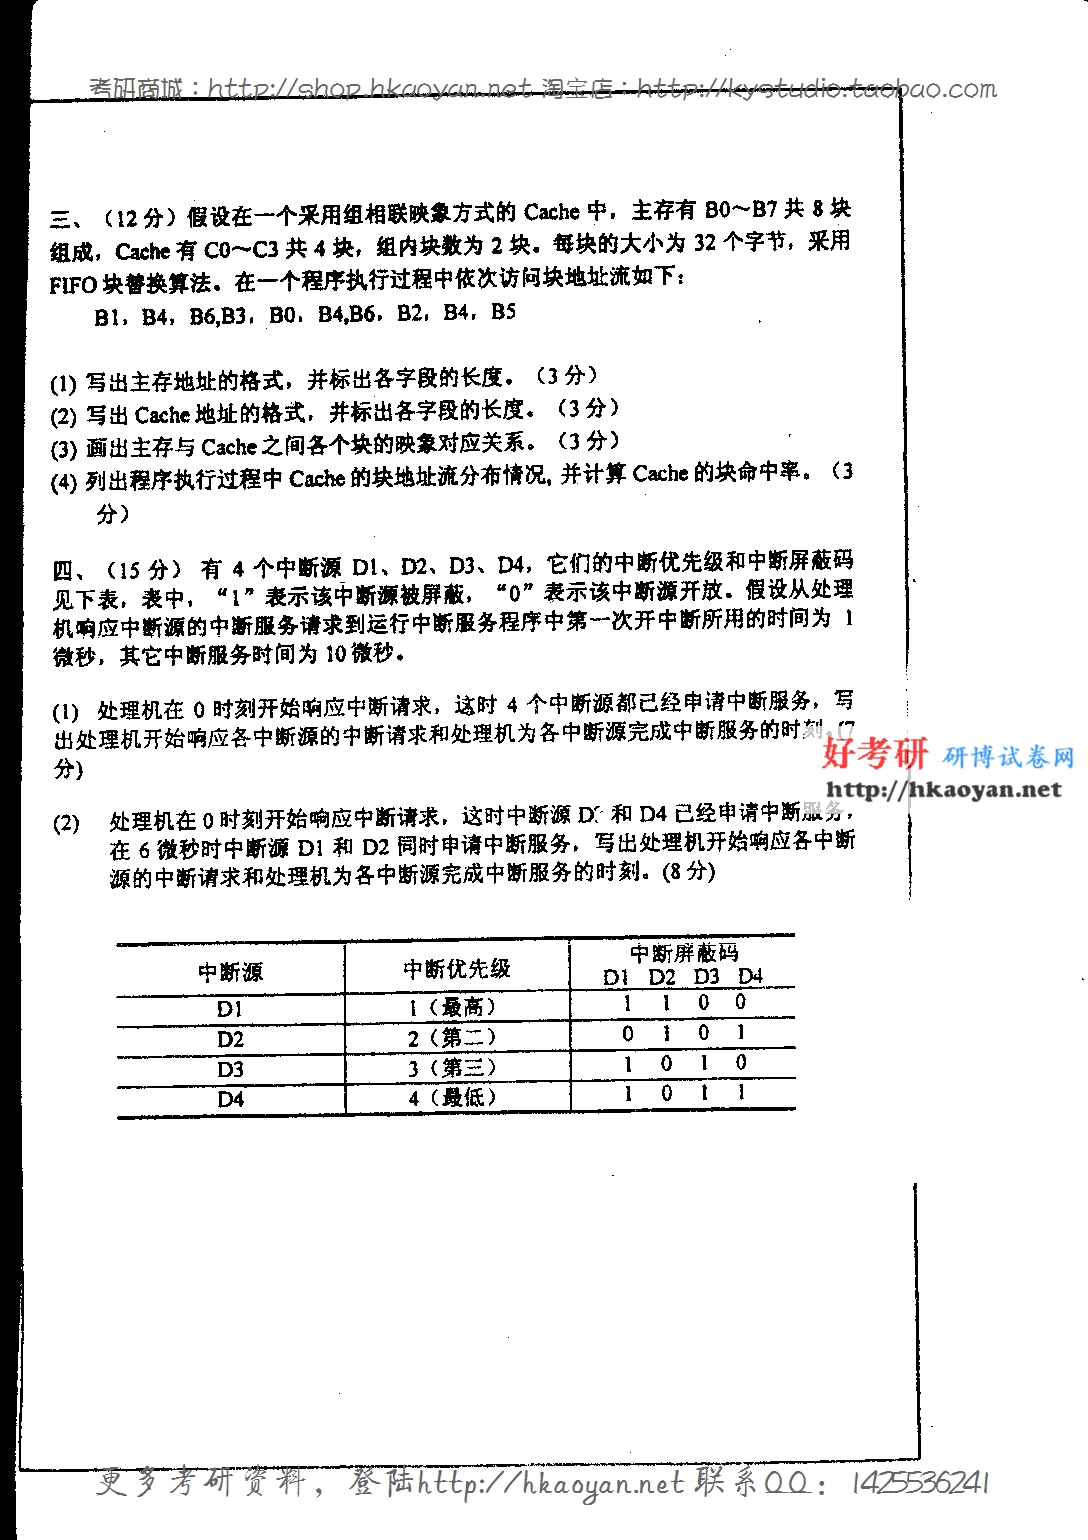 考研商城：http://shop.hkaoyan.net 淘宝店：http://kystudio.taobao.com
三、（12分）假设在一个采用组相联映象方式的 Cache 中，主存有 B0～B7 共 8 块
组成，Cache 有 C0～C3 共 4 块，组内块数为 2 块。每块的大小为 32 个字节，采用
FIFO 块替换算法。在一个程序执行过程中依次访问块地址流如下：
B1，B4，B6,B3，B0，B4,B6，B2，B4，B5
(1) 写出主存地址的格式，并标出各字段的长度。（3 分）
(2) 写出 Cache 地址的格式，并标出各字段的长度。（3 分）
(3) 画出主存与 Cache 之间各个块的映象对应关系。（3 分）
(4) 列出程序执行过程中 Cache 的块地址流分布情况, 并计算 Cache 的块命中率。（3
分）
四、（15 分） 有 4 个中断源 D1、D2、D3、D4，它们的中断优先级和中断屏蔽码
见下表，表中，“1”表示该中断源被屏蔽，“0”表示该中断源开放。假设从处理
机响应中断源的中断服务请求到运行中断服务程序中第一次开中断所用的时间为 1
微秒，其它中断服务时间为 10 微秒。
(1) 处理机在 0 时刻开始响应中断请求，这时 4 个中断源都已经申请中断服务，写
出处理机开始响应各中断源的中断请求和处理机为各中断源完成中断服务的时刻。(7
分)
好考研 研博试卷网
http://hkaoyan.net
(2) 处理机在 0 时刻开始响应中断请求，这时中断源 D 和 D4 已经申请中断服务，
在 6 微秒时中断源 D1 和 D2 同时申请中断服务，写出处理机开始响应各中断
源的中断请求和处理机为各中断源完成中断服务的时刻。(8 分)
中断源 中断优先级 中断屏蔽码
D1 D2 D3 D4
D1 1（最高） 1 1 0 0
D2 2（第二） 0 1 0 1
D3 3（第三） 1 0 1 0
D4 4（最低） 1 0 1 1
更多考研资料，登陆http://hkaoyan.net 联系QQ：1425536241